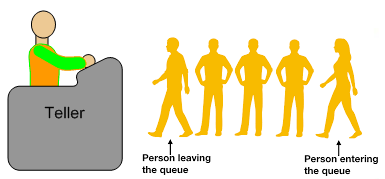 Teller
Person leaving
the queue
Person entering
the queue